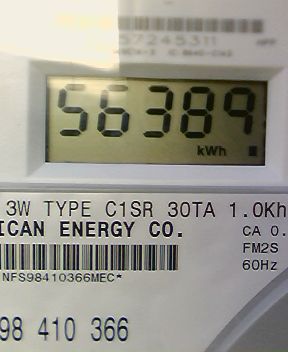 57245311
56389
kWh
3W TYPE C1SR 30TA 1.0Kh
ICAN ENERGY CO.
CA 0.
FM2S
60Hz
NFS98410366MEC*
98 410 366